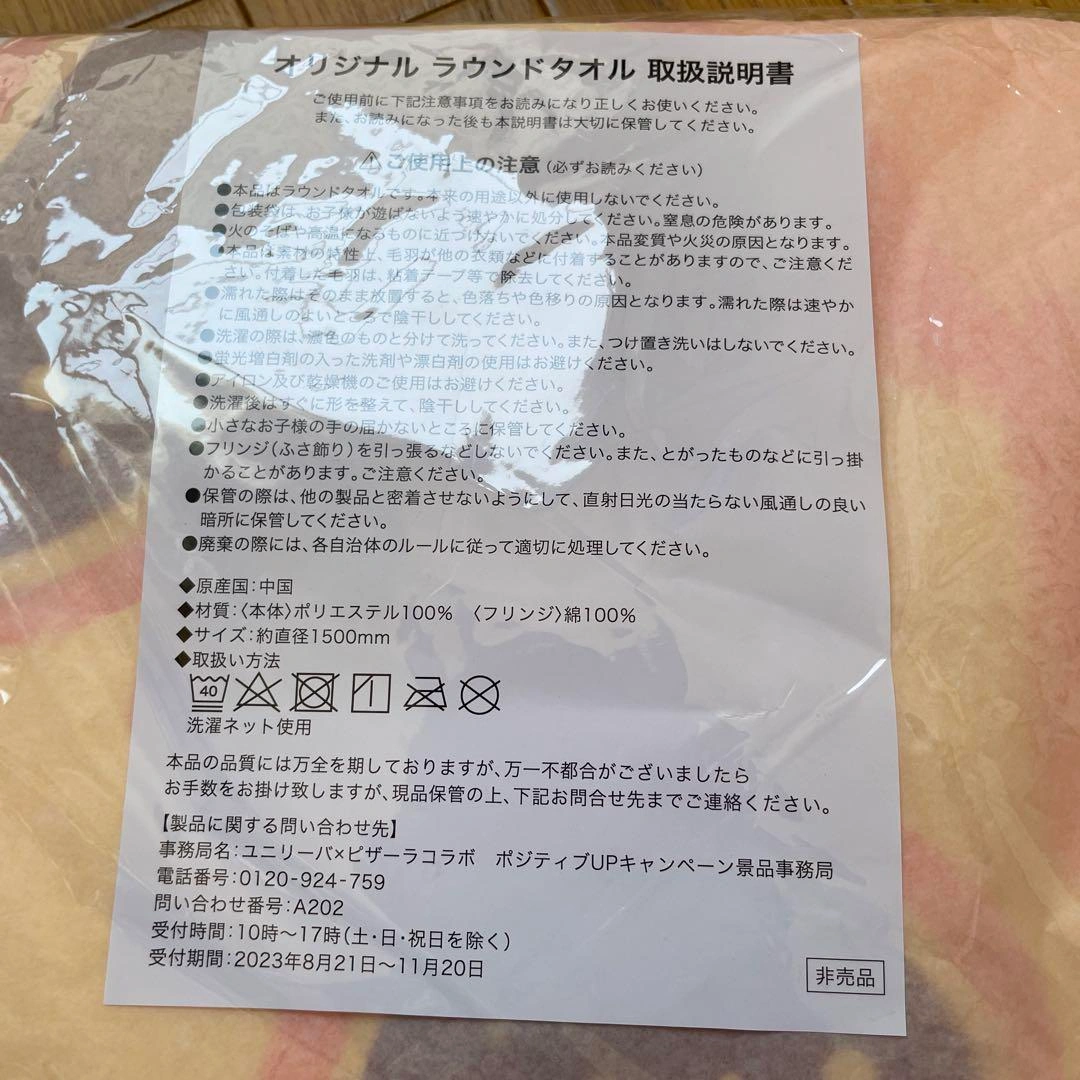 オリジナル ラウンドタオル 取扱説明書
ご使用前に下記注意事項をお読みになり正しくお使いください。
また、お読みになった後も本説明書は大切に保管してください。
⚠ご使用上の注意(必ずお読みください)
●本品はラウンドタオルです。本来の用途以外に使用しないでください。
●包装袋は、お子様が遊ばないよう速やかに処分してください。窒息の危険があります。
●火のそばや高温になるものに近づけないでください。本品変質や火災の原因となります。
●本品は素材の特性上、毛羽が他の衣類などに付着することがありますので、ご注意くだ
さい。付着した毛羽は、粘着テープ等で除去してください。
●濡れた際はそのまま放置すると、色落ちや色移りの原因となります。濡れた際は速やか
に風通しのよいところで陰干ししてください。
●洗濯の際は、濃色のものと分けて洗ってください。また、つけ置き洗いはしないでください。
●蛍光増白剤の入った洗剤や漂白剤の使用はお避けください。
●アイロン及び乾燥機のご使用はお避けください。
●洗濯後はすぐに形を整えて、陰干ししてください。
●小さなお子様の手の届かないところに保管してください。
●フリンジ(ふさ飾り)を引っ張るなどしないでください。また、とがったものなどに引っ掛
かることがあります。ご注意ください。
●保管の際は、他の製品と密着させないようにして、直射日光の当たらない風通しの良い
暗所に保管してください。
●廃棄の際には、各自治体のルールに従って適切に処理してください。
◆原産国:中国
◆材質:〈本体〉ポリエステル100% 〈フリンジ〉綿100%
◆サイズ:約直径1500mm
◆取扱い方法
40
洗濯ネット使用
本品の品質には万全を期しておりますが、万一不都合がございましたら
お手数をお掛け致しますが、現品保管の上、下記お問合せ先までご連絡ください。
【製品に関する問い合わせ先】
事務局名:ユニリーバ×ピザーラコラボ ポジティブUPキャンペーン景品事務局
電話番号:0120-924-759
問い合わせ番号:A202
受付時間:10時〜17時(土・日・祝日を除く)
受付期間:2023年8月21日〜11月20日
非売品